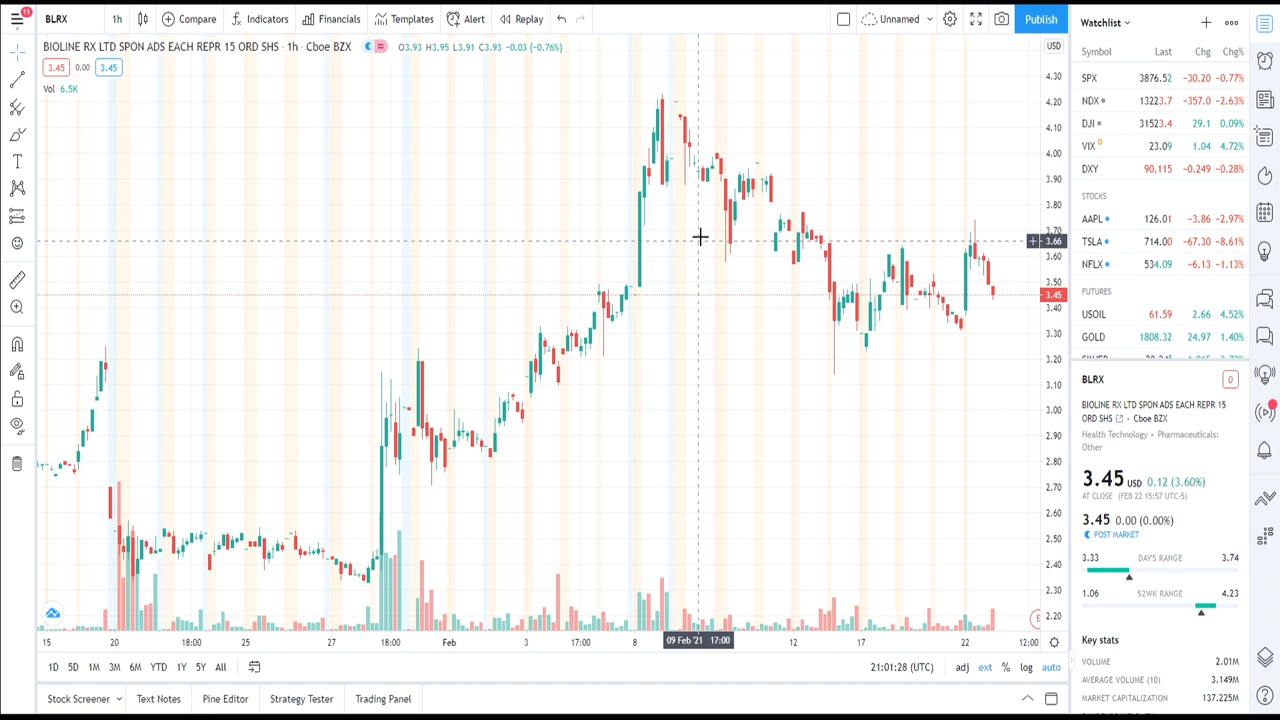 11
BLRX 1h Compare Indicators Financials Templates Alert Replay Unnamed Publish
BIOLINE RX LTD SPON ADS EACH REPR 15 ORD SHS · 1h · Cboe BZX O3.93 H3.95 L3.91 C3.93 -0.03 (-0.76%)
3.45 0.00 3.45
Vol 6.5K
USD
4.30
4.20
4.10
4.00
3.90
3.80
3.70
3.66
3.60
3.50
3.45
3.40
3.30
3.20
3.10
3.00
2.90
2.80
2.70
2.60
2.50
2.40
2.30
2.20
15 20 18:00 25 27 18:00 Feb 3 17:00 8 09 Feb '21 17:00 12 17 22 12:00
1D 5D 1M 3M 6M YTD 1Y 5Y All 21:01:28 (UTC) adj ext % log auto
Stock Screener Text Notes Pine Editor Strategy Tester Trading Panel
Watchlist
Symbol Last Chg Chg%
SPX 3876.52 -30.20 -0.77%
NDX 13223.7 -357.0 -2.63%
DJI 31523.4 29.1 0.09%
VIX D 23.09 1.04 4.72%
DXY 90.115 -0.249 -0.28%
STOCKS
AAPL 126.01 -3.86 -2.97%
TSLA 714.00 -67.30 -8.61%
NFLX 534.09 -6.13 -1.13%
FUTURES
USOIL 61.59 2.66 4.52%
GOLD 1808.32 24.97 1.40%
BLRX 0
BIOLINE RX LTD SPON ADS EACH REPR 15
ORD SHS · Cboe BZX
Health Technology · Pharmaceuticals:
Other
3.45 USD 0.12 (3.60%)
AT CLOSE (FEB 22 15:57 UTC-5)
3.45 0.00 (0.00%)
POST MARKET
3.33 DAY'S RANGE 3.74
1.06 52WK RANGE 4.23
Key stats
VOLUME 2.01M
AVERAGE VOLUME (10) 3.149M
MARKET CAPITALIZATION 137.225M